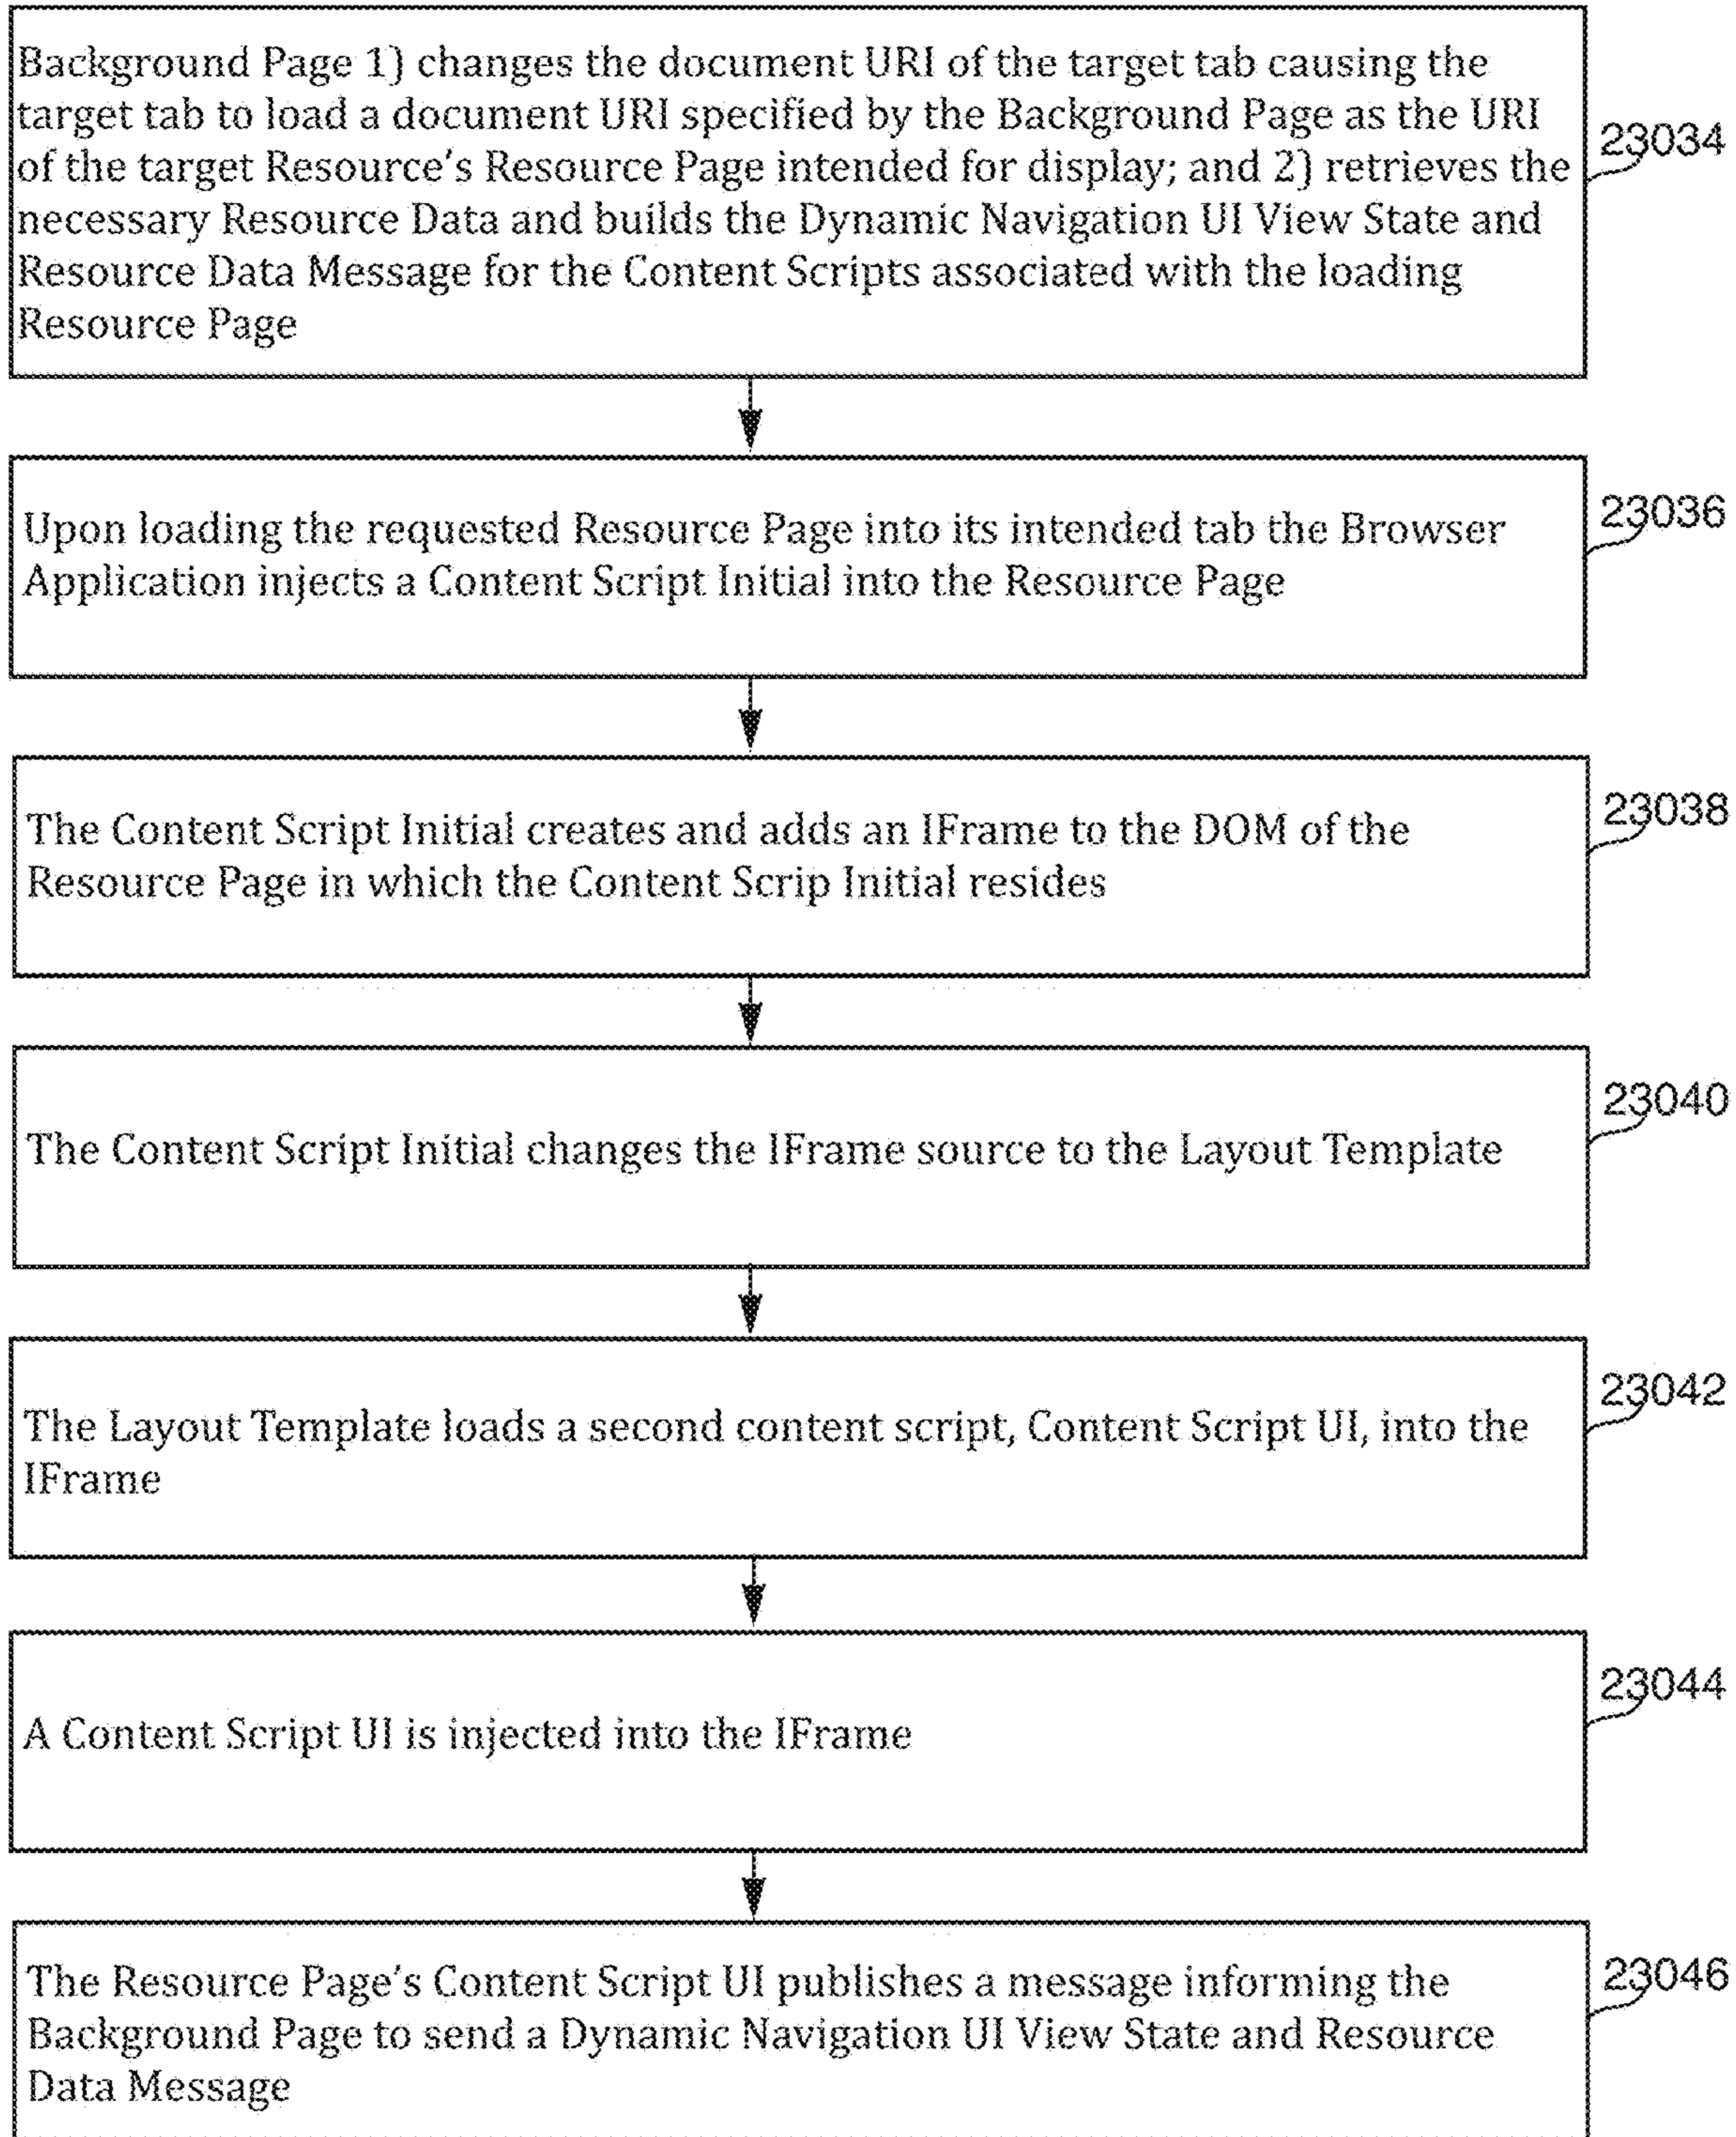 Background Page 1) changes the document URI of the target tab causing the
target tab to load a document URI specified by the Background Page as the URI
of the target Resource's Resource Page intended for display; and 2) retrieves the
necessary Resource Data and builds the Dynamic Navigation UI View State and
Resource Data Message for the Content Scripts associated with the loading
Resource Page
23034
Upon loading the requested Resource Page into its intended tab the Browser
Application injects a Content Script Initial into the Resource Page
23036
The Content Script Initial creates and adds an IFrame to the DOM of the
Resource Page in which the Content Scrip Initial resides
23038
The Content Script Initial changes the IFrame source to the Layout Template
23040
The Layout Template loads a second content script, Content Script UI, into the
IFrame
23042
A Content Script UI is injected into the IFrame
23044
The Resource Page's Content Script UI publishes a message informing the
Background Page to send a Dynamic Navigation UI View State and Resource
Data Message
23046